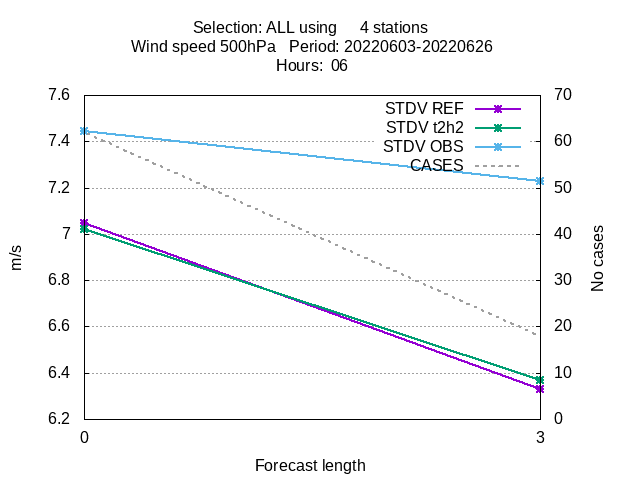 Selection: ALL using     4 stations
Wind speed 500hPa   Period: 20220603-20220626
Hours:  06
7.6
7.4
7.2
7
6.8
6.6
6.4
6.2
m/s
STDV REF
STDV t2h2
STDV OBS
CASES
70
60
50
40
30
20
10
0
No cases
0
3
Forecast length